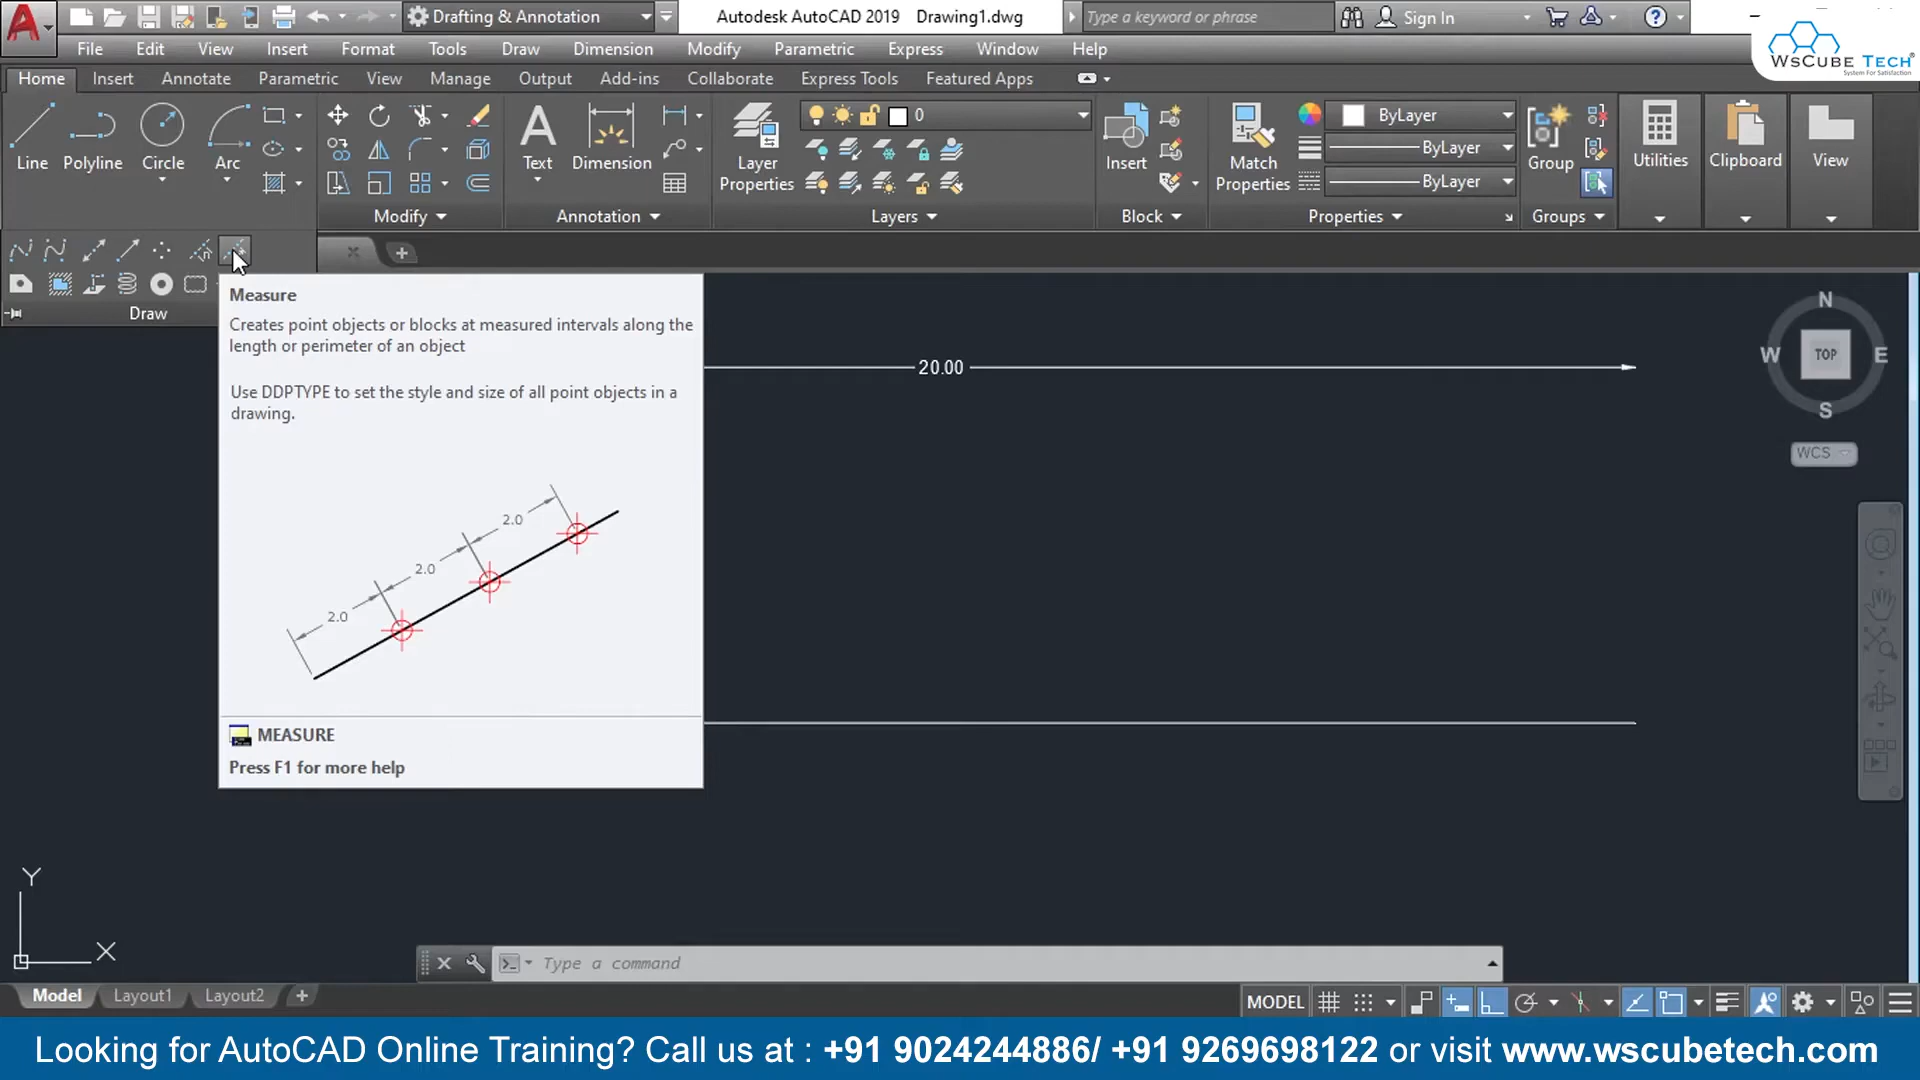 Drafting & Annotation
Autodesk AutoCAD 2019 Drawing1.dwg
Type a keyword or phrase
Sign In
WSCUBE TECH
System For Satisfaction
File Edit View Insert Format Tools Draw Dimension Modify Parametric Express Window Help
Home Insert Annotate Parametric View Manage Output Add-ins Collaborate Express Tools Featured Apps
0
ByLayer
ByLayer
ByLayer
Line Polyline Circle Arc
Text Dimension
Layer
Properties
Insert
Match
Properties
Group
Utilities Clipboard View
Modify Annotation Layers Block Properties Groups
Draw
Measure
Creates point objects or blocks at measured intervals along the
length or perimeter of an object
Use DDPTYPE to set the style and size of all point objects in a
drawing.
2.0
2.0
2.0
MEASURE
Press F1 for more help
20.00
N
W TOP E
S
WCS
Y
X
Type a command
Model Layout1 Layout2
MODEL
Looking for AutoCAD Online Training? Call us at : +91 9024244886/ +91 9269698122 or visit www.wscubetech.com